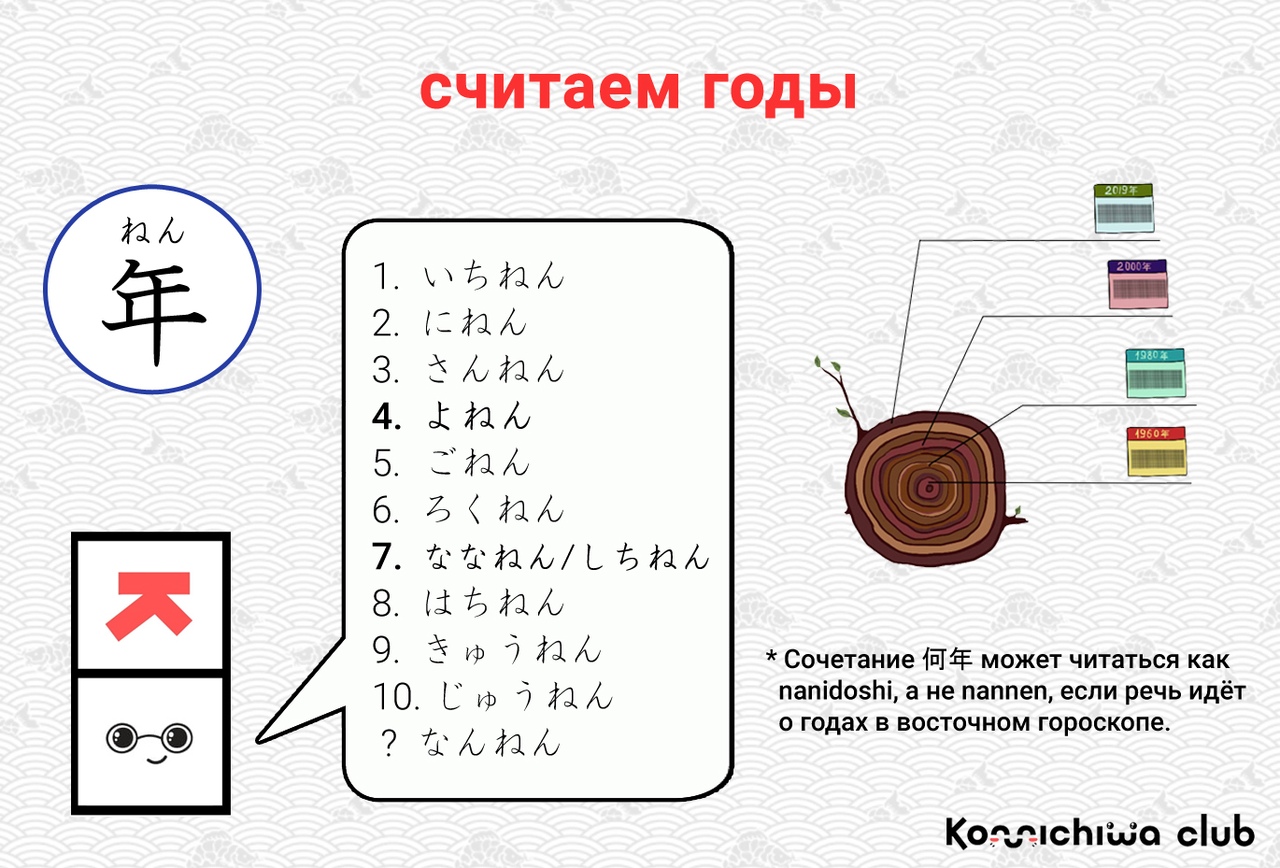 считаем годы
ねん
年
1. いちねん
2. にねん
3. さんねん
4. よねん
5. ごねん
6. ろくねん
7. ななねん/しちねん
8. はちねん
9. きゅうねん
10. じゅうねん
? なんねん
2019年
2000年
1980年
1960年
* Сочетание 何年 может читаться как
nanidoshi, а не nannen, если речь идёт
о годах в восточном гороскопе.
Konnichiwa club